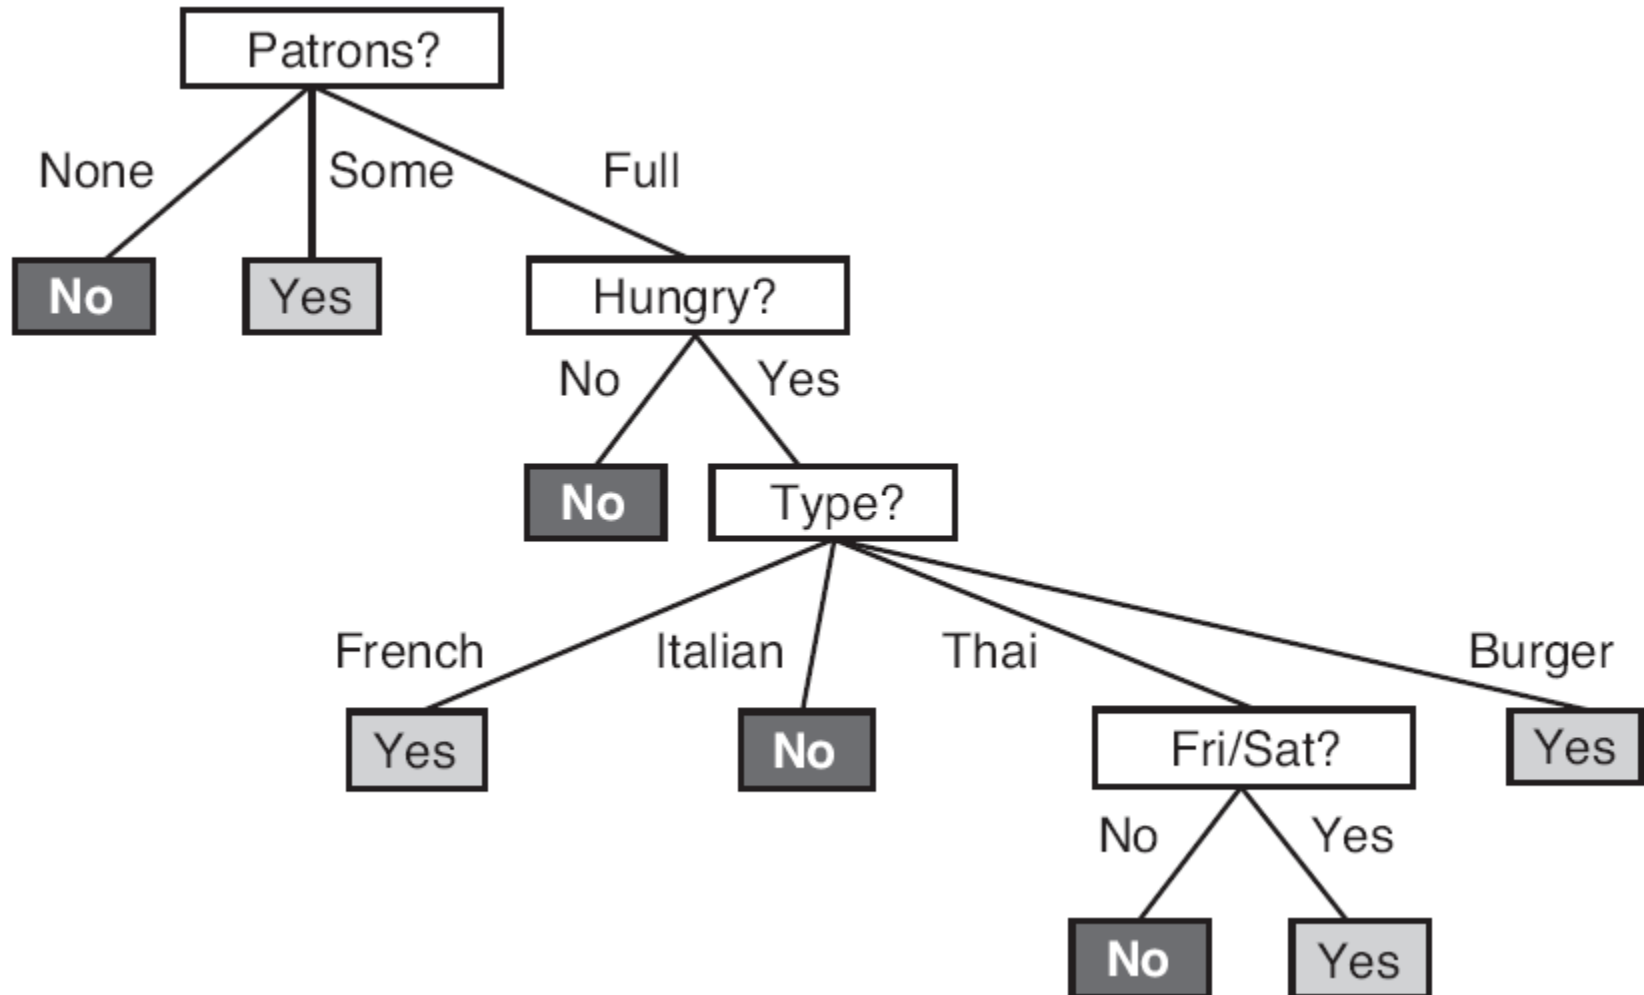 Patrons?
None Some Full
No Yes Hungry?
No Yes
No Type?
French Italian Thai Burger
Yes No Fri/Sat? Yes
No Yes
No Yes